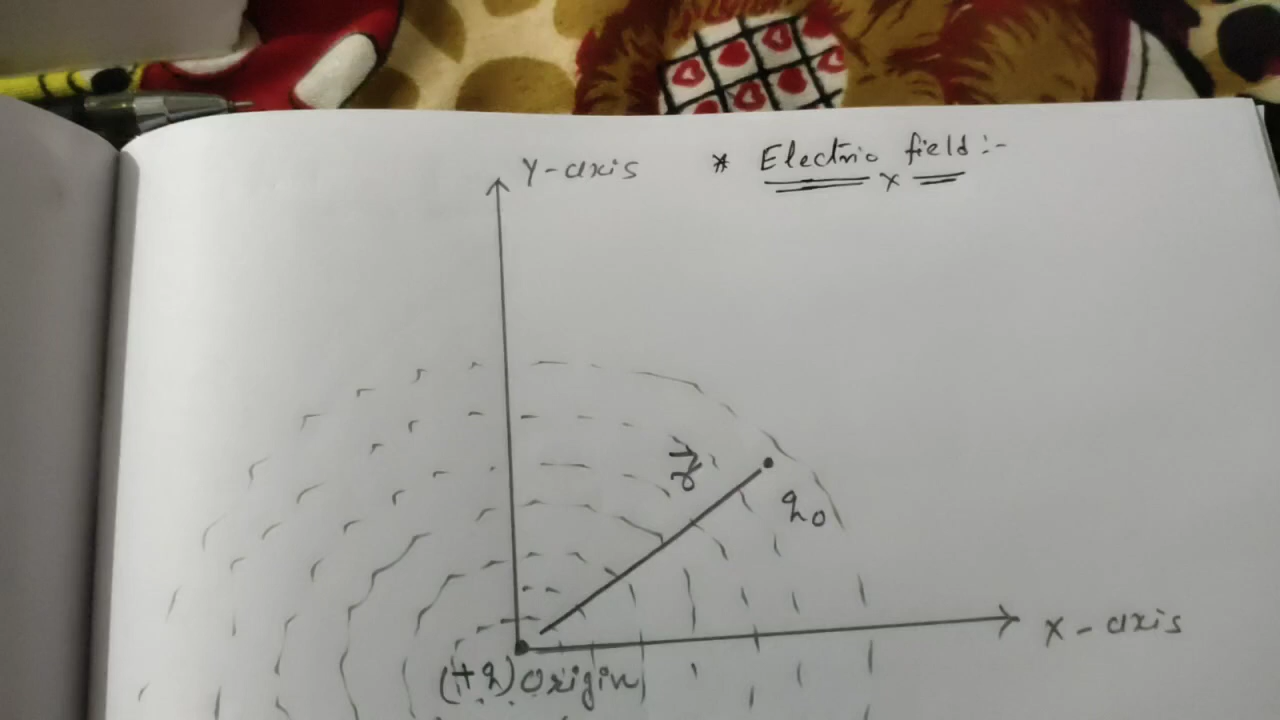 Y-axis
* Electric field :-
r⃗
q₀
X-axis
(+q) origin